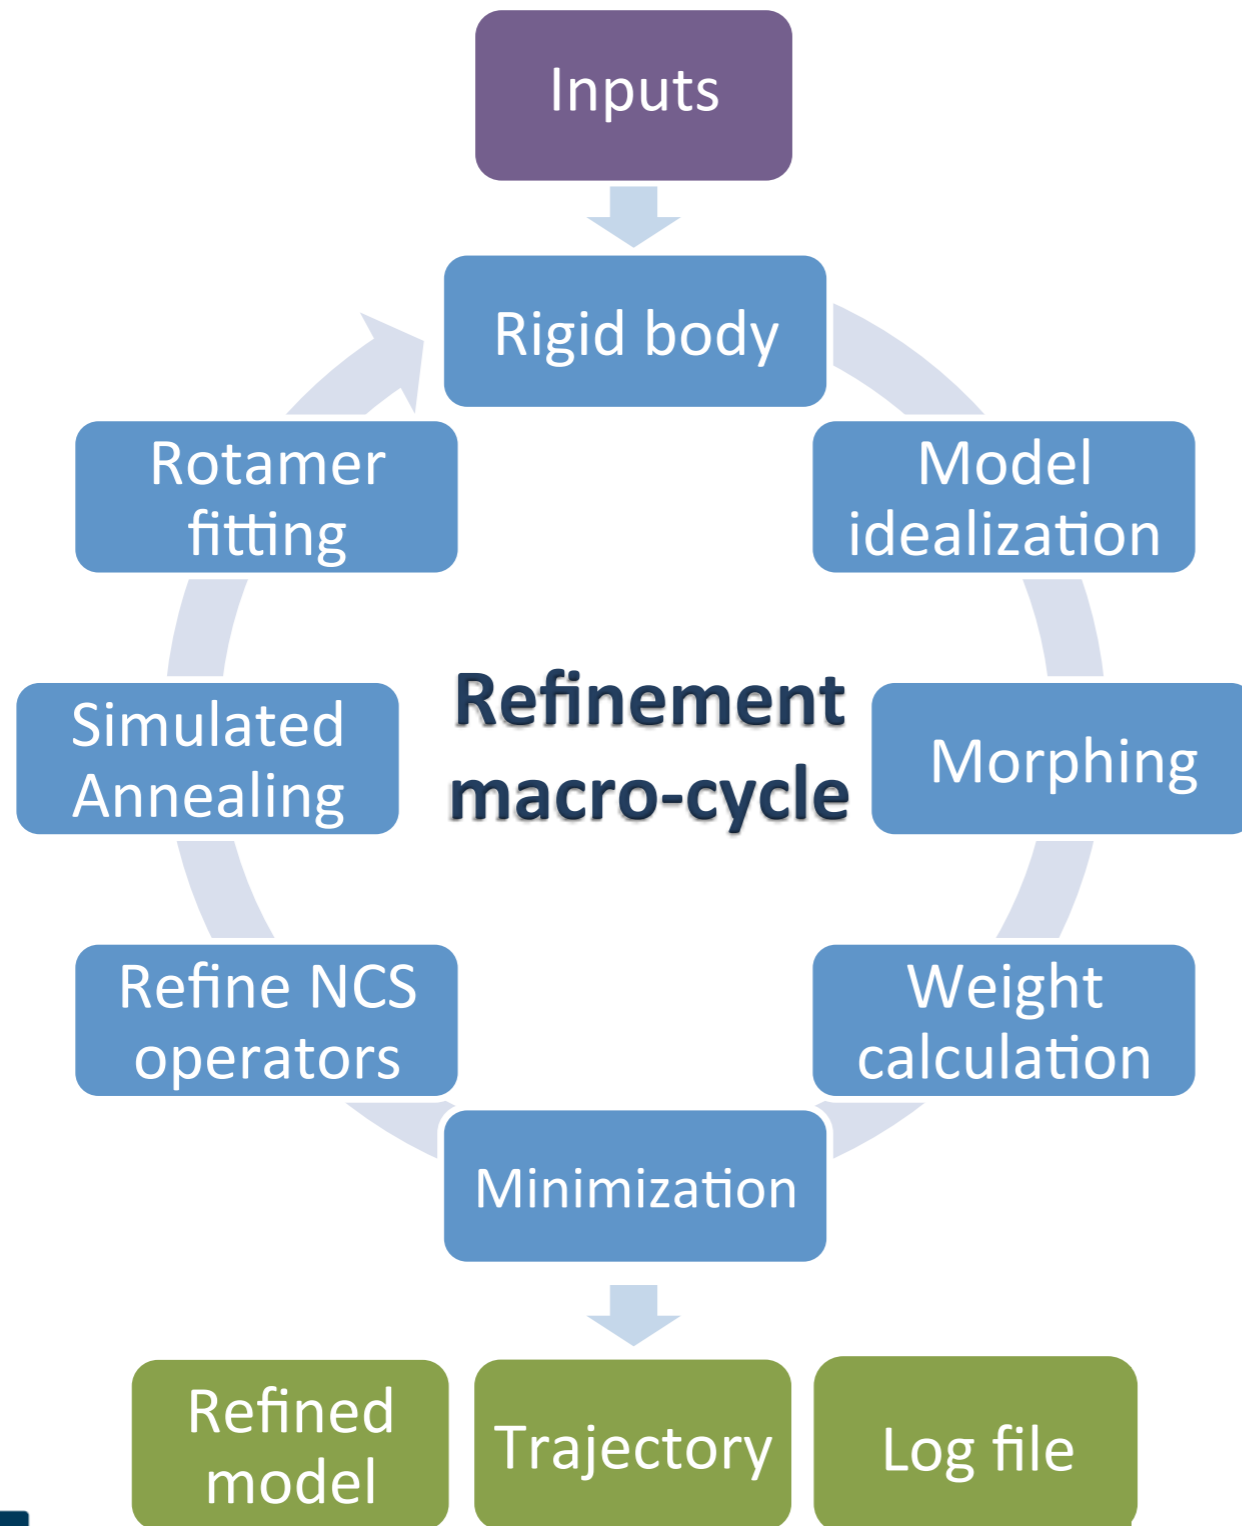 Inputs
Rigid body
Model
idealization
Morphing
Weight
calculation
Minimization
Refine NCS
operators
Simulated
Annealing
Rotamer
fitting
Refinement
macro-cycle
Refined
model
Trajectory
Log file